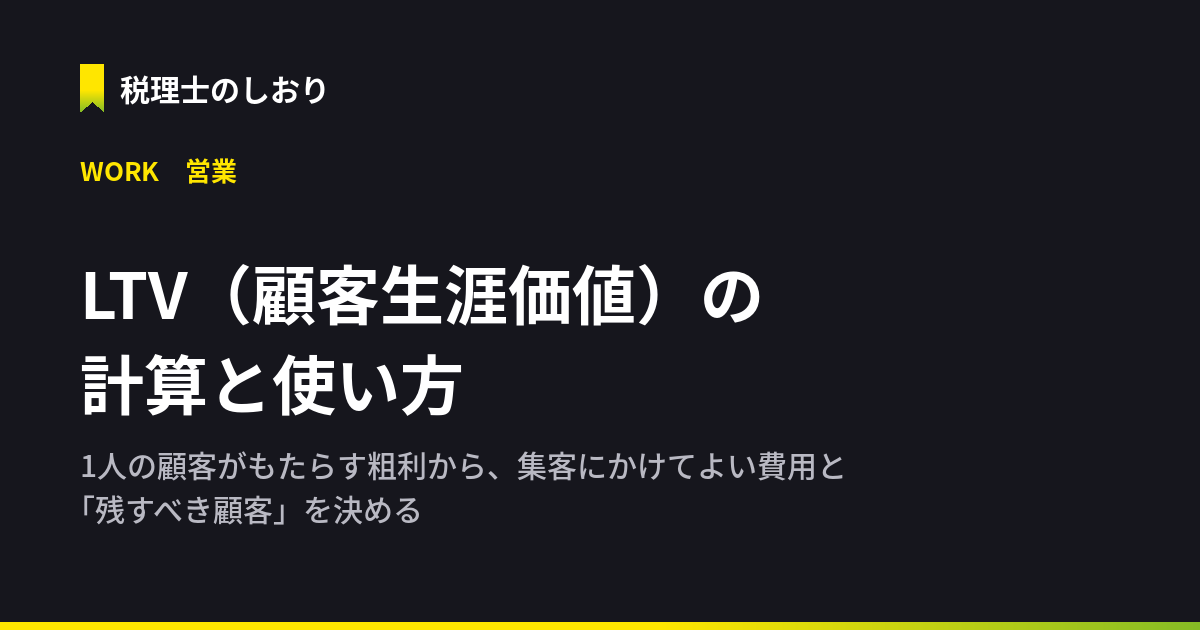 税理士のしおり
WORK　営業
LTV（顧客生涯価値）の
計算と使い方
1人の顧客がもたらす粗利から、集客にかけてよい費用と
「残すべき顧客」を決める